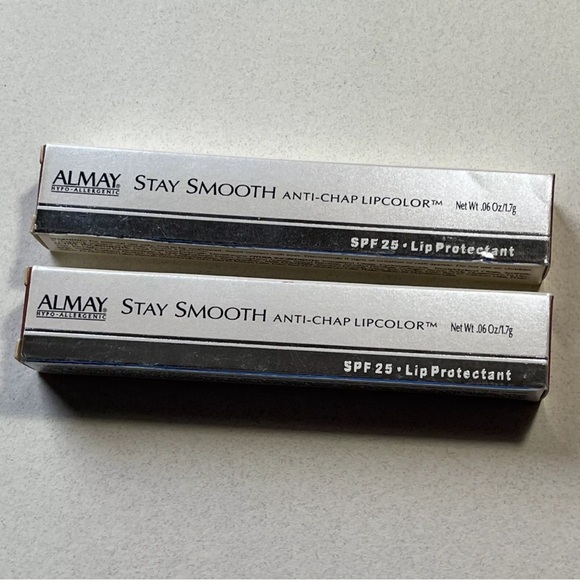 ALMAY® STAY SMOOTH ANTI-CHAP LIPCOLOR™ Net Wt .06 Oz/1.7g
HYPO-ALLERGENIC
SPF 25 • Lip Protectant
ALMAY® STAY SMOOTH ANTI-CHAP LIPCOLOR™ Net Wt .06 Oz/1.7g
HYPO-ALLERGENIC
SPF 25 • Lip Protectant